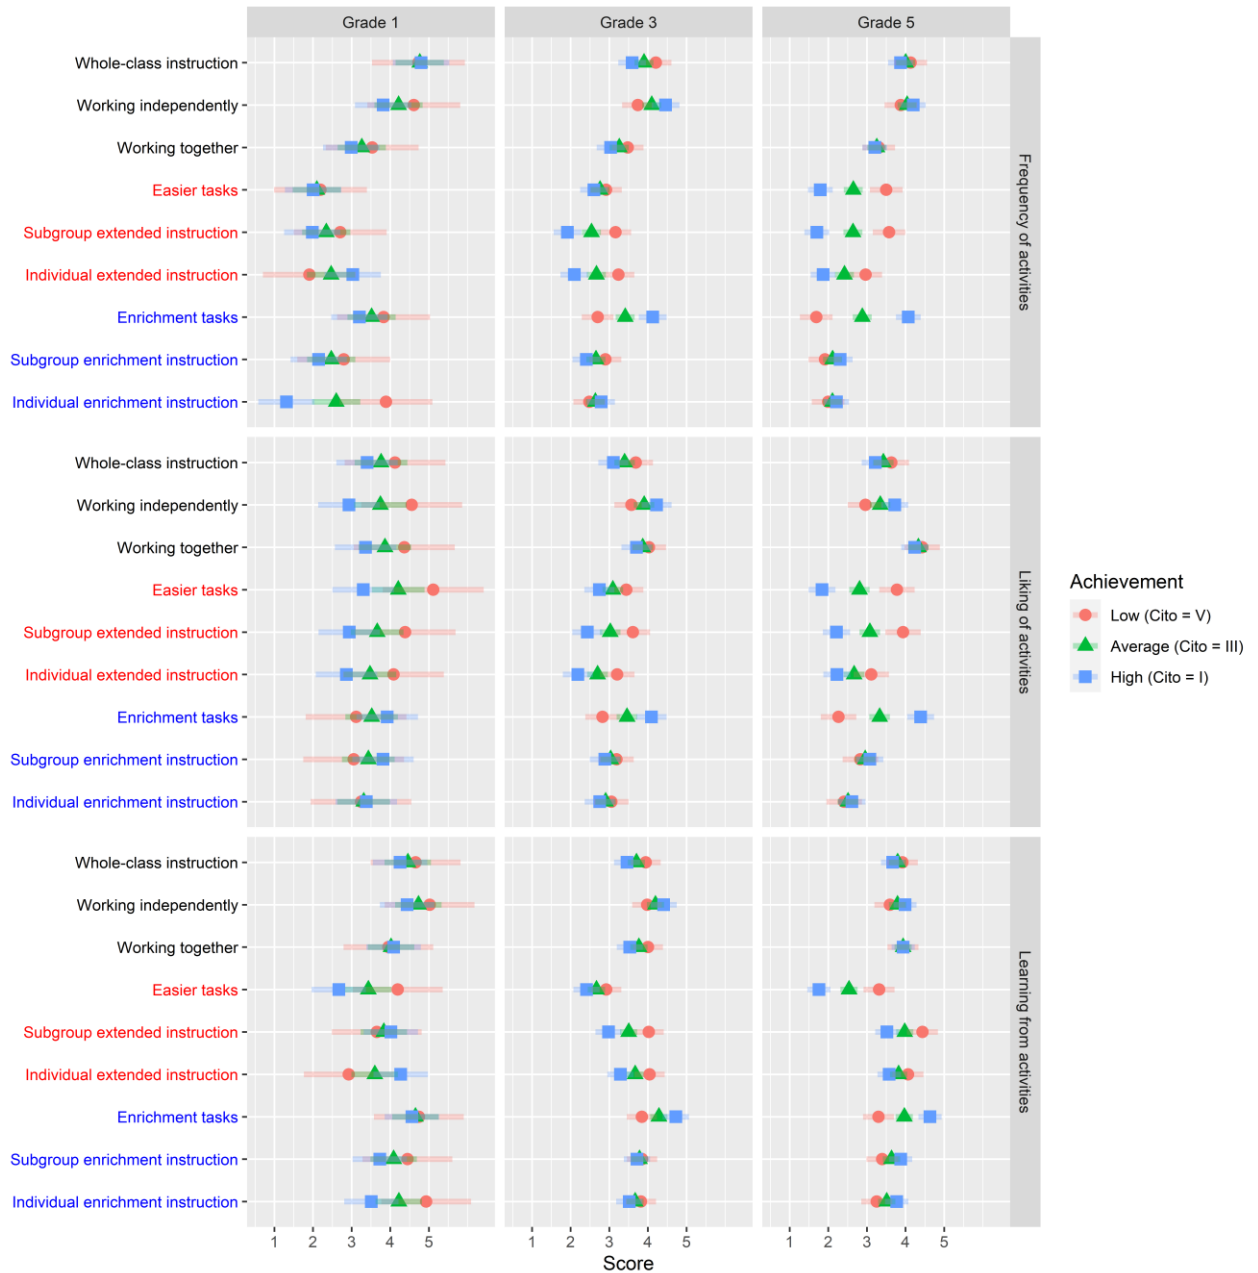 Grade 1
Grade 3
Grade 5
Whole-class instruction
Working independently
Working together
Easier tasks
Subgroup extended instruction
Individual extended instruction
Enrichment tasks
Subgroup enrichment instruction
Individual enrichment instruction
Frequency of activities
Whole-class instruction
Working independently
Working together
Easier tasks
Subgroup extended instruction
Individual extended instruction
Enrichment tasks
Subgroup enrichment instruction
Individual enrichment instruction
Liking of activities
Whole-class instruction
Working independently
Working together
Easier tasks
Subgroup extended instruction
Individual extended instruction
Enrichment tasks
Subgroup enrichment instruction
Individual enrichment instruction
Learning from activities
1 2 3 4 5
1 2 3 4 5
1 2 3 4 5
Score
Achievement
Low (Cito = V)
Average (Cito = III)
High (Cito = I)